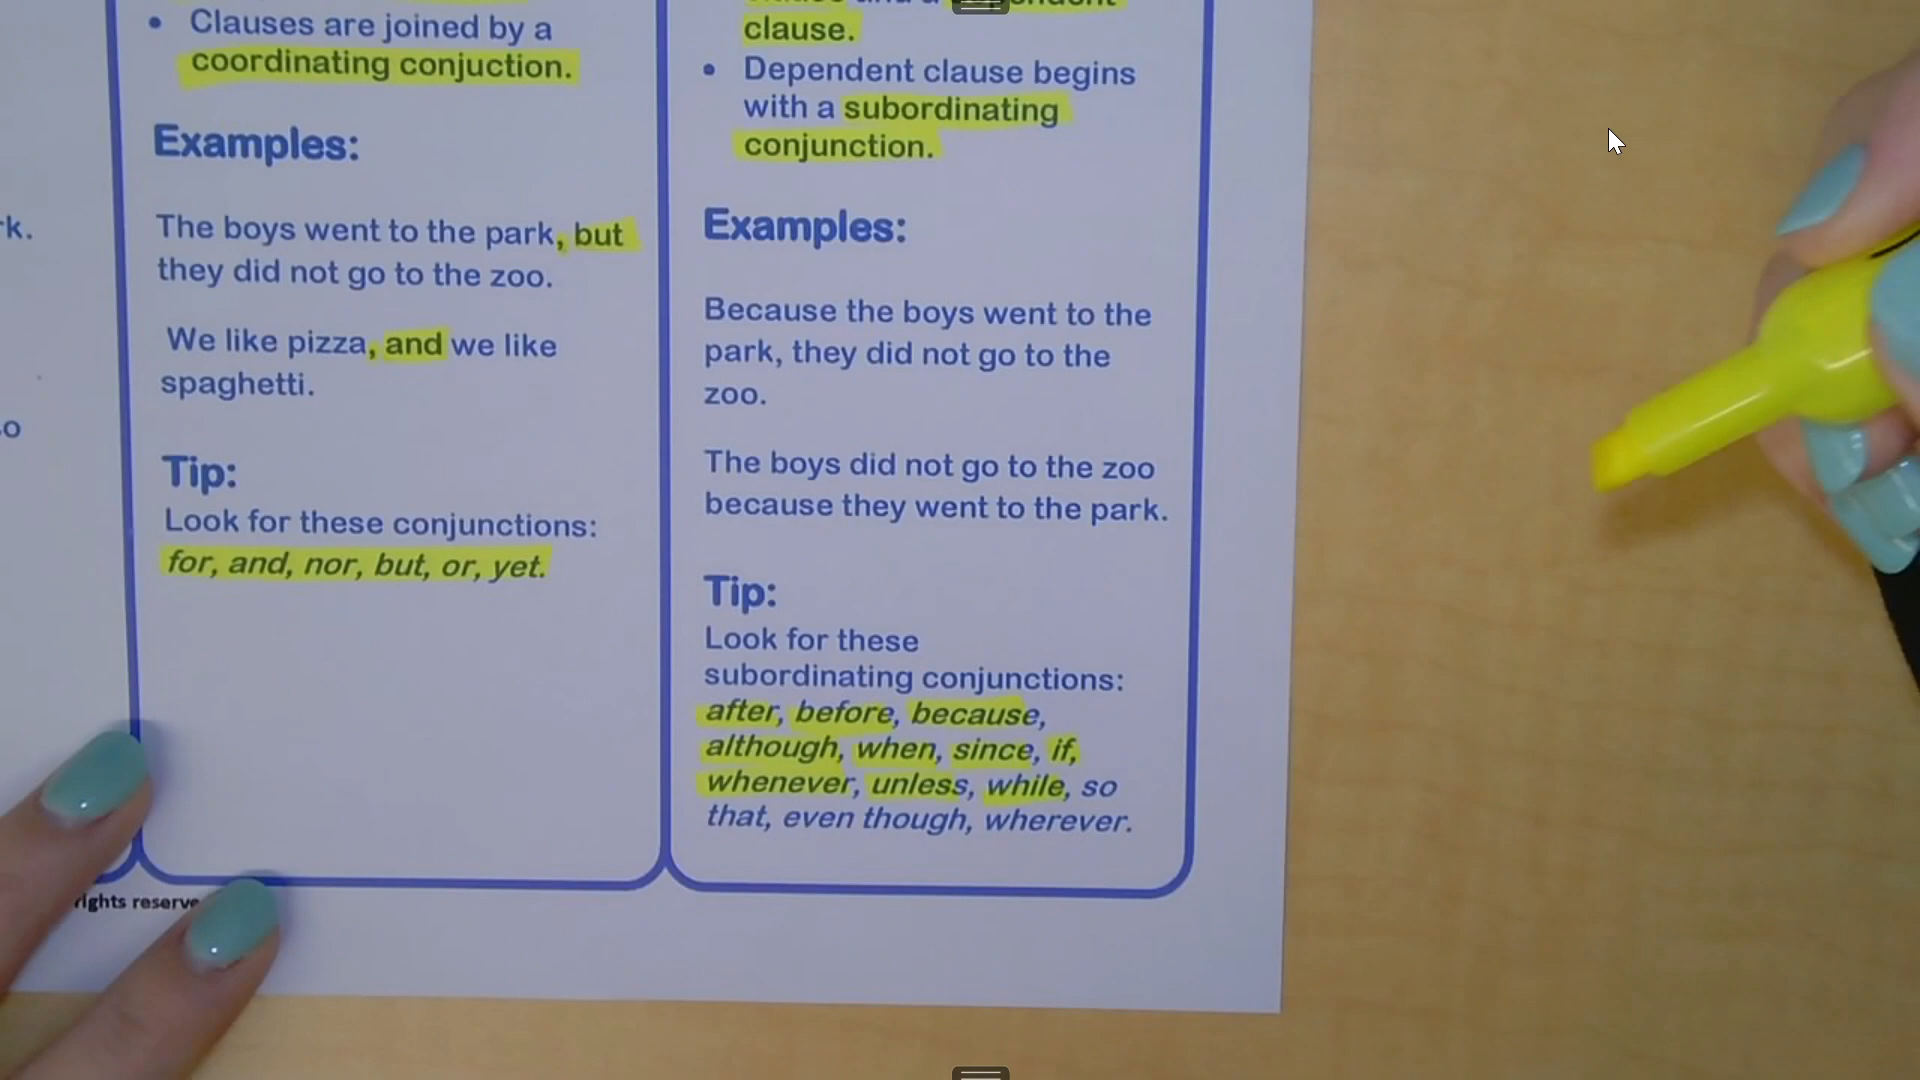 k.
o
Clauses are joined by a
coordinating conjuction.
Examples:
The boys went to the park, but
they did not go to the zoo.
We like pizza, and we like
spaghetti.
Tip:
Look for these conjunctions:
for, and, nor, but, or, yet.
clause.
Dependent clause begins
with a subordinating
conjunction.
Examples:
Because the boys went to the
park, they did not go to the
zoo.
The boys did not go to the zoo
because they went to the park.
Tip:
Look for these
subordinating conjunctions:
after, before, because,
although, when, since, if,
whenever, unless, while, so
that, even though, wherever.
rights reserve